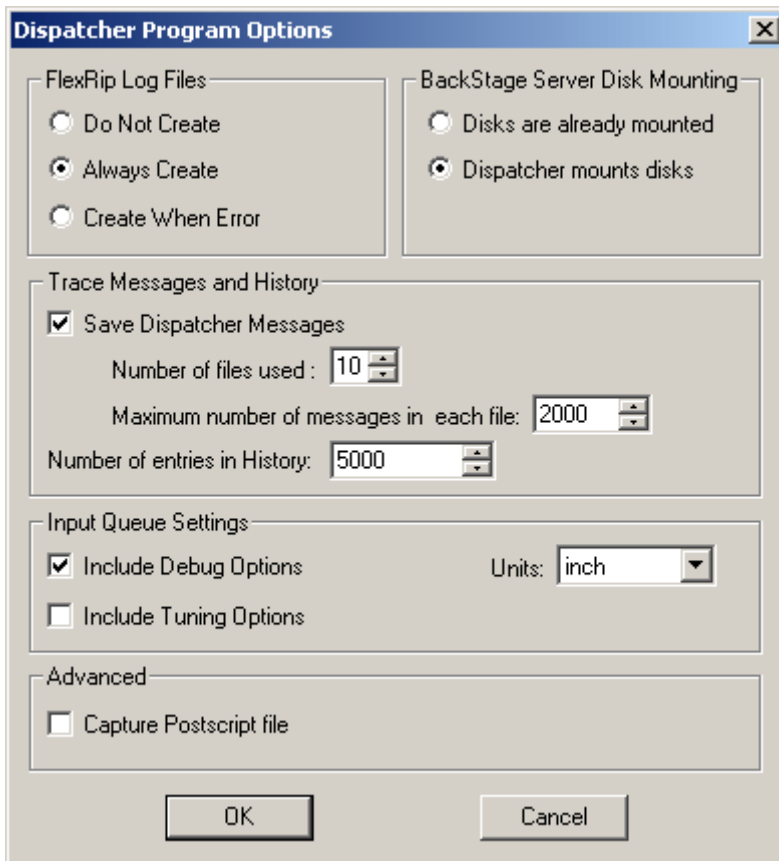 Dispatcher Program Options
FlexRip Log Files
Do Not Create
Always Create
Create When Error
BackStage Server Disk Mounting
Disks are already mounted
Dispatcher mounts disks
Trace Messages and History
Save Dispatcher Messages
Number of files used : 10
Maximum number of messages in each file: 2000
Number of entries in History: 5000
Input Queue Settings
Include Debug Options
Units: inch
Include Tuning Options
Advanced
Capture Postscript file
OK
Cancel